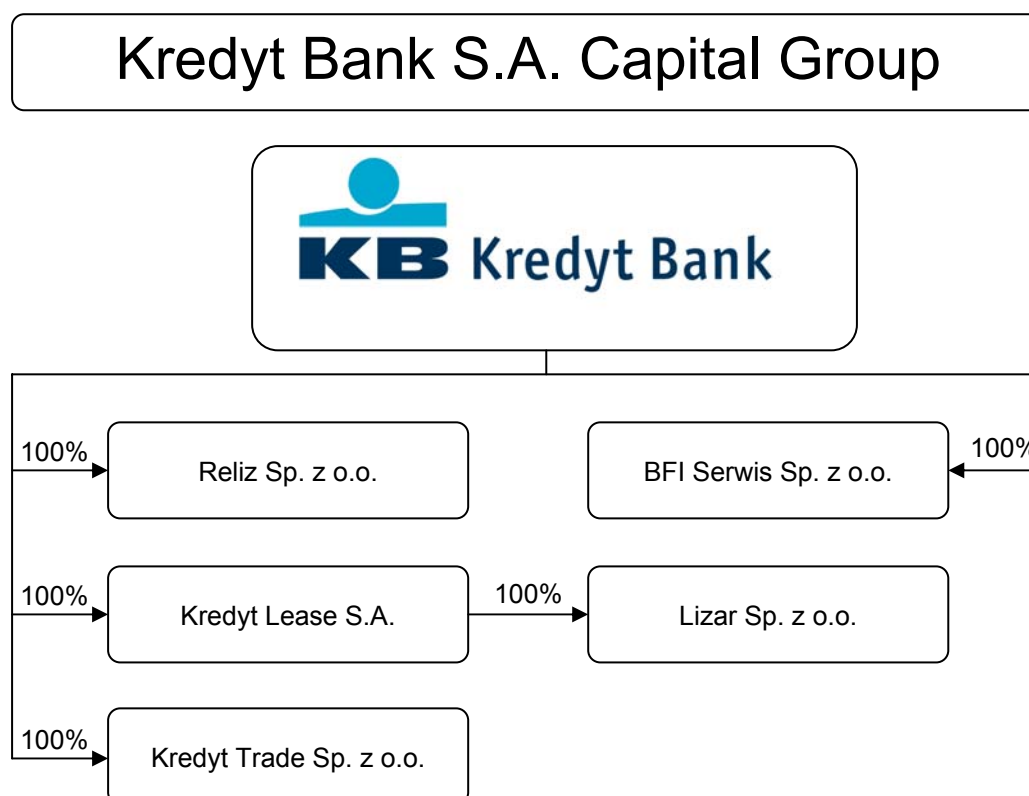 Kredyt Bank S.A. Capital Group
KB Kredyt Bank
100%
Reliz Sp. z o.o.
BFI Serwis Sp. z o.o.
100%
100%
Kredyt Lease S.A.
100%
Lizar Sp. z o.o.
100%
Kredyt Trade Sp. z o.o.